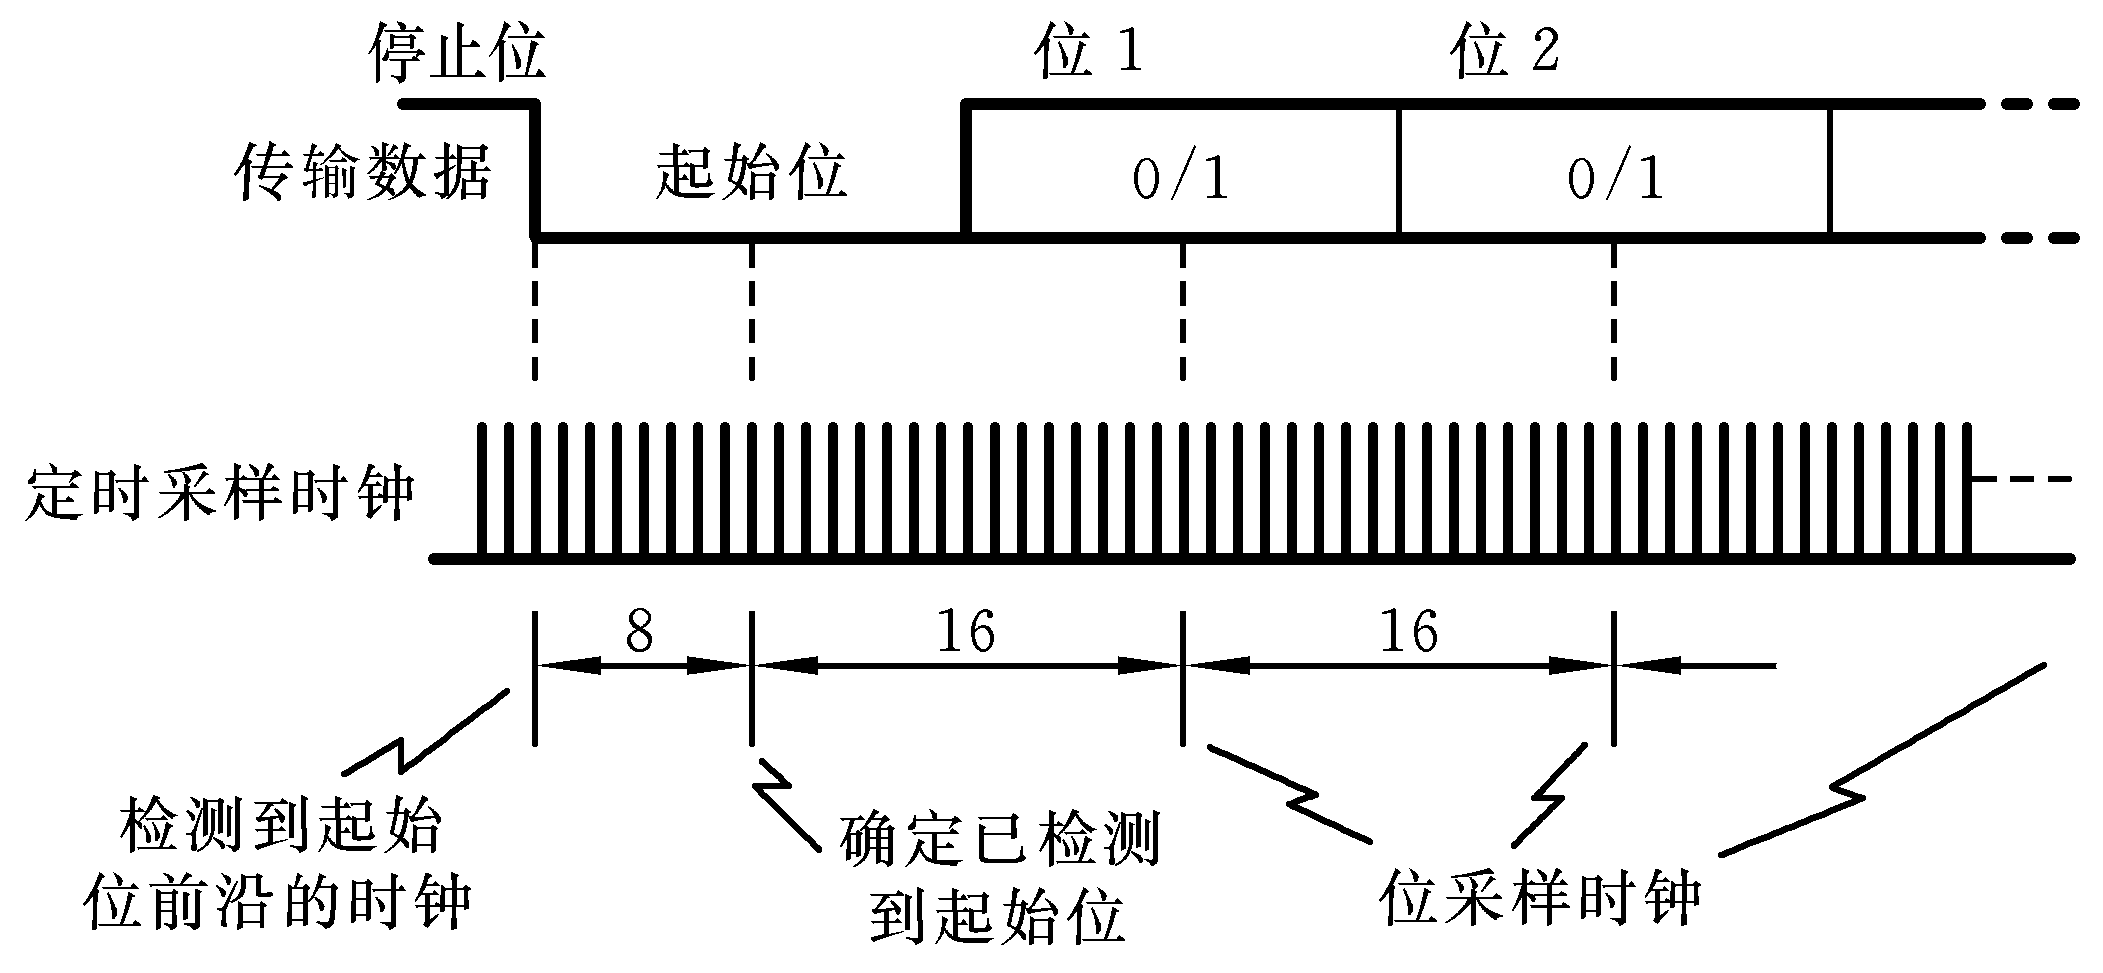 停止位
位1
位2
传输数据
起始位
0/1
0/1
定时采样时钟
8
16
16
检测到起始
位前沿的时钟
确定已检测
到起始位
位采样时钟